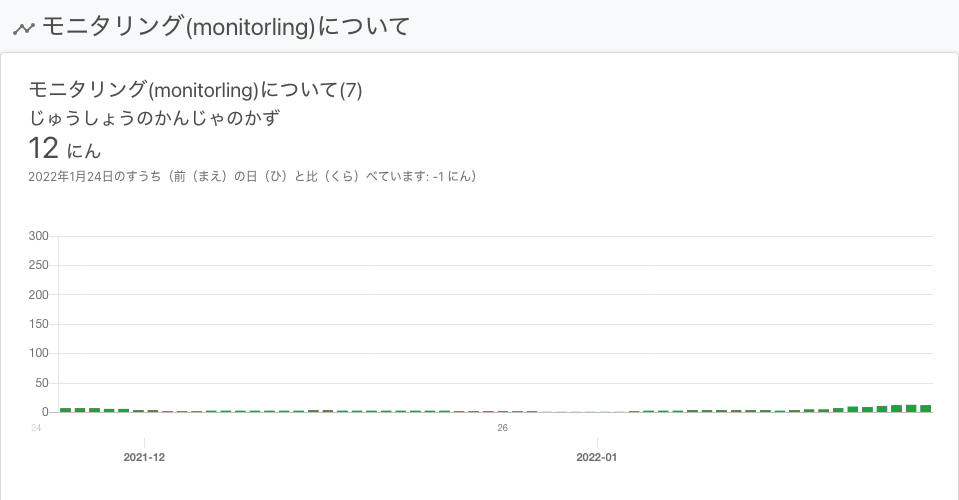 モニタリング(monitorling)について
モニタリング(monitorling)について(7)
じゅうしょうのかんじゃのかず
12 にん
2022年1月24日のすうち（前（まえ）の日（ひ）と比（くら）べています: -1 にん）
300
250
200
150
100
50
0
24 26
2021-12 2022-01